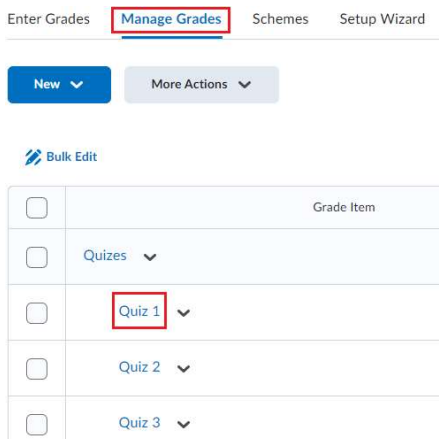 Enter Grades Manage Grades Schemes Setup Wizard
New More Actions
Bulk Edit
Grade Item
Quizes
Quiz 1
Quiz 2
Quiz 3